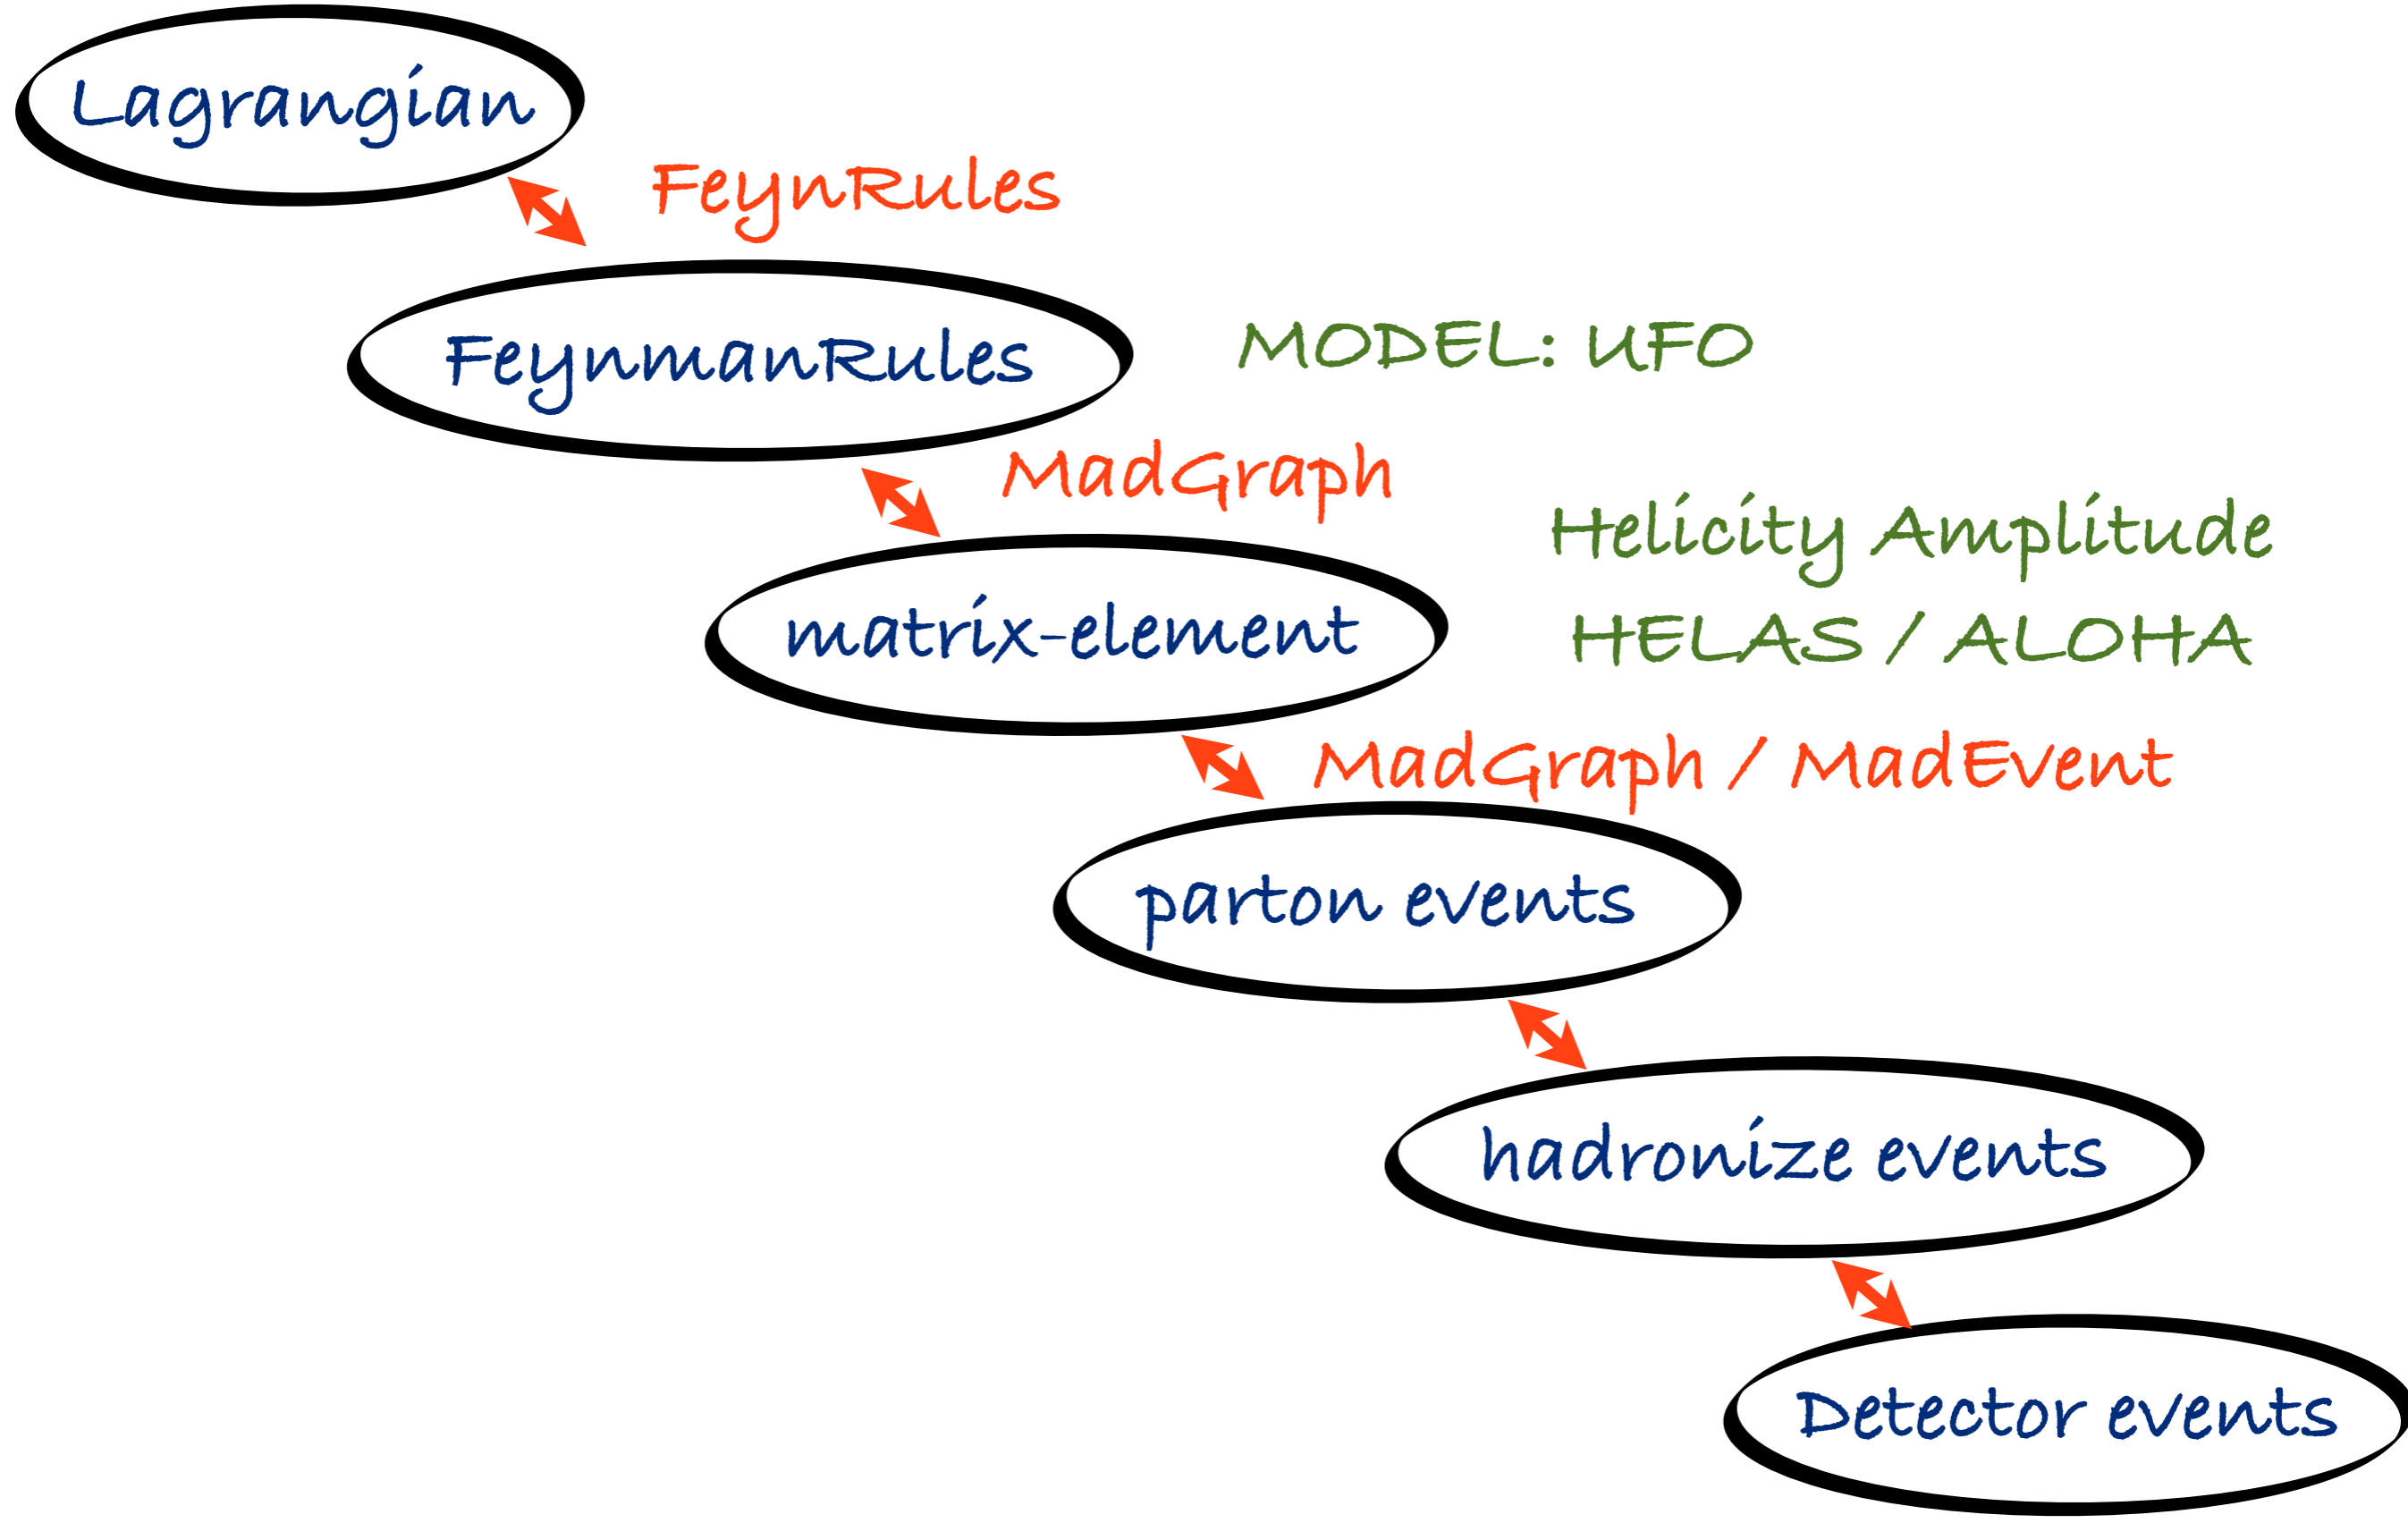 Lagrangian
FeynRules
FeynmanRules
MODEL: UFO
MadGraph
Helicity Amplitude
matrix-element
HELAS / ALOHA
MadGraph / MadEvent
parton events
hadronize events
Detector events